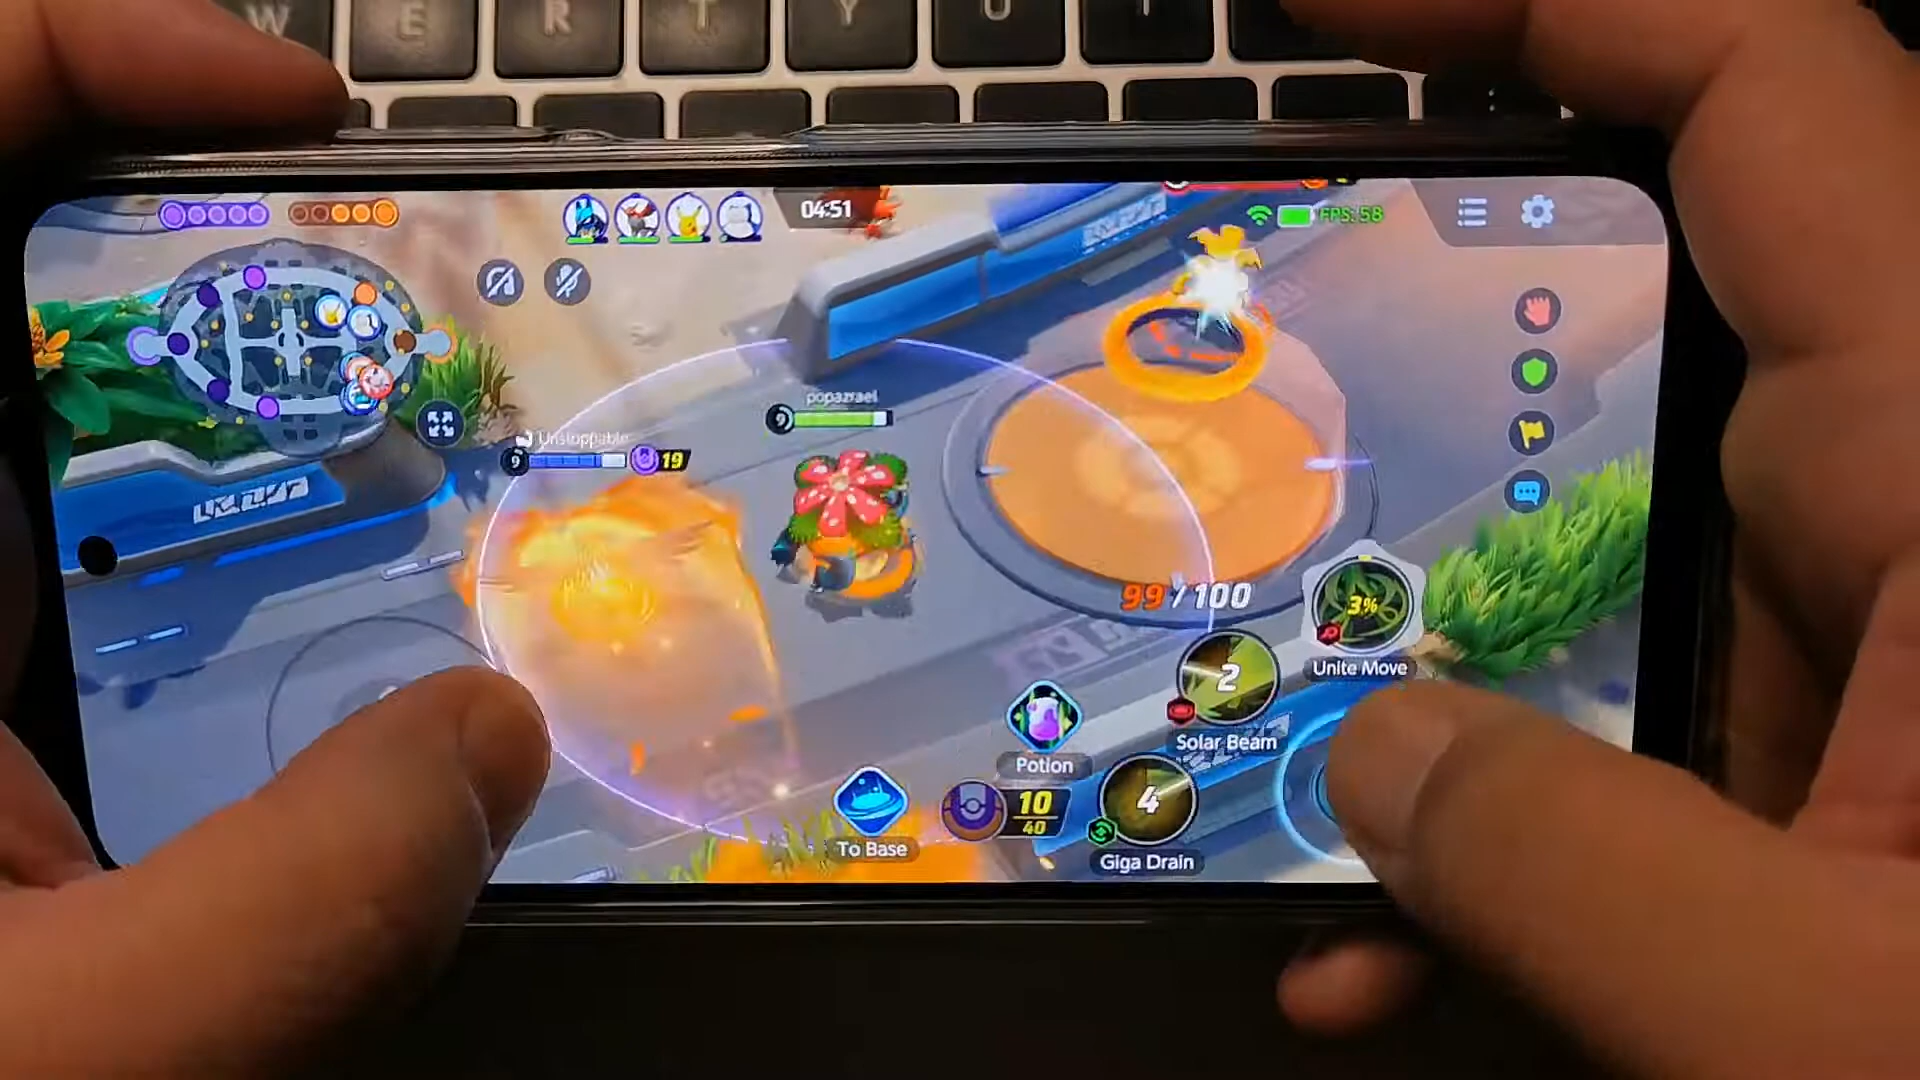 W E R T Y U I
04:51
FPS: 58
popazrael
9
Unstoppable
9
19
99/100
3%
Unite Move
2
Solar Beam
Potion
10
40
4
To Base
Giga Drain